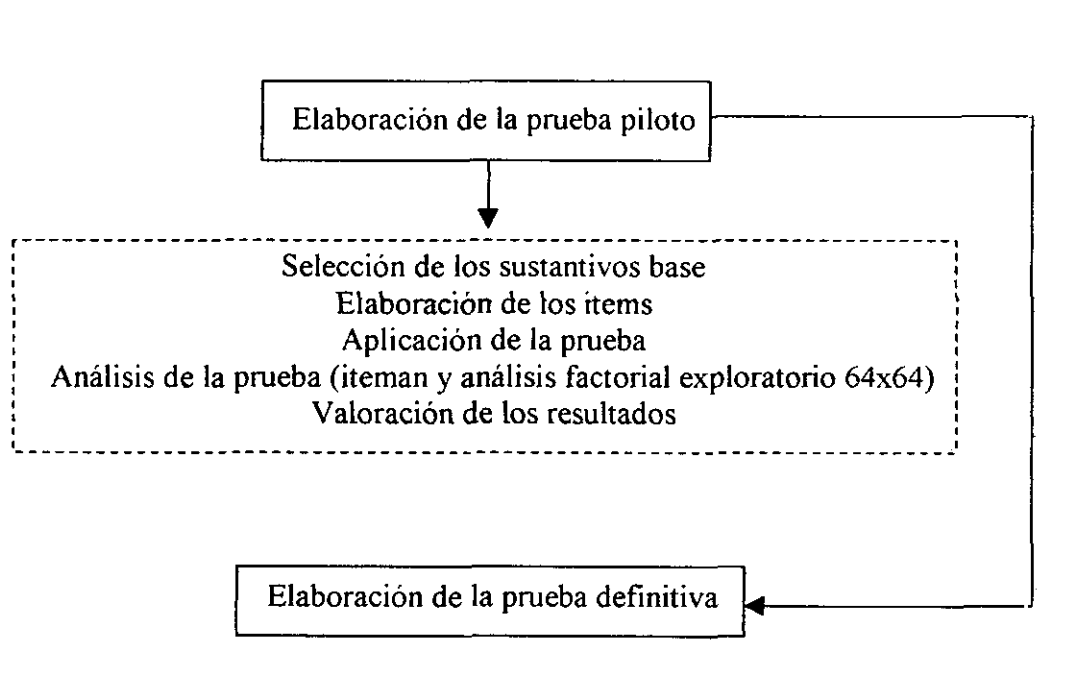 Elaboración de la prueba piloto
Selección de los sustantivos base
Elaboración de los ítems
Aplicación de la prueba
Análisis de la prueba (iteman y análisis factorial exploratorio 64x64)
Valoración de los resultados
Elaboración de la prueba definitiva